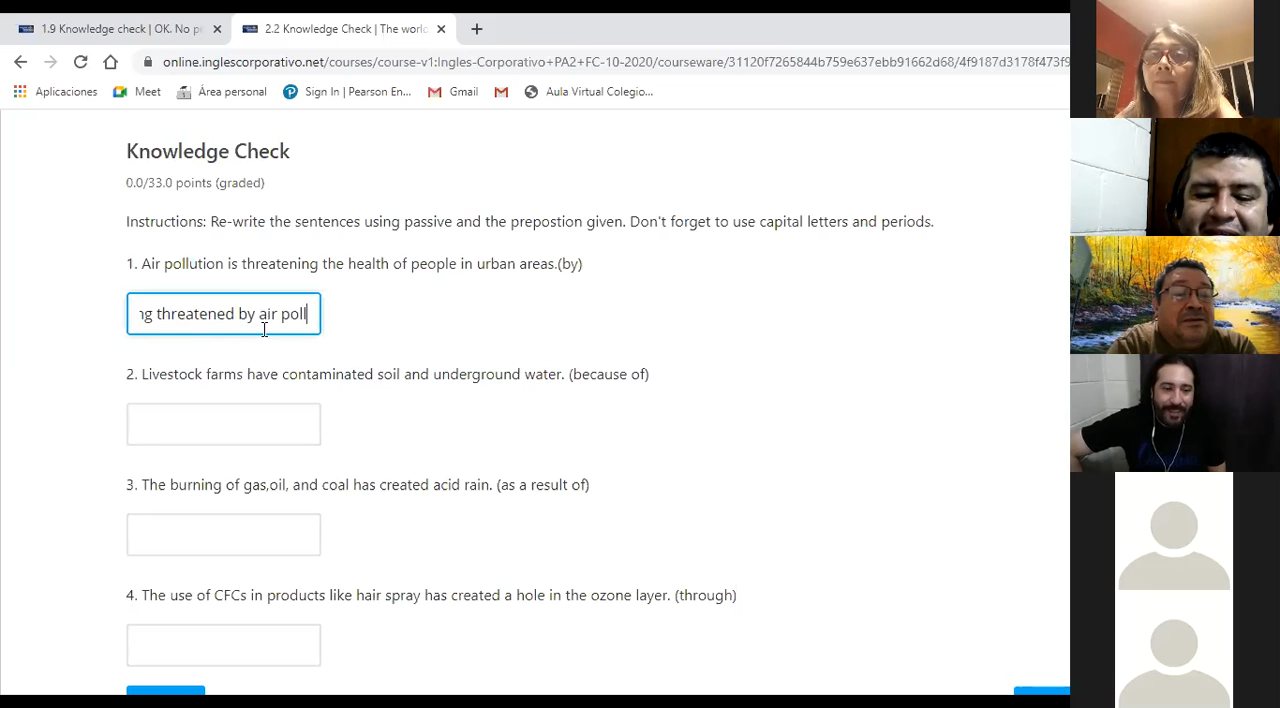 1.9 Knowledge check | OK. No p
2.2 Knowledge Check | The world
online.inglescorporativo.net/courses/course-v1:Ingles-Corporativo+PA2+FC-10-2020/courseware/31120f7265844b759e637ebb91662d68/4f9187d3178f473f9
Aplicaciones Meet Área personal Sign In | Pearson En... Gmail Aula Virtual Colegio...
Knowledge Check
0.0/33.0 points (graded)
Instructions: Re-write the sentences using passive and the prepostion given. Don't forget to use capital letters and periods.
1. Air pollution is threatening the health of people in urban areas.(by)
ng threatened by air poll
2. Livestock farms have contaminated soil and underground water. (because of)
3. The burning of gas,oil, and coal has created acid rain. (as a result of)
4. The use of CFCs in products like hair spray has created a hole in the ozone layer. (through)